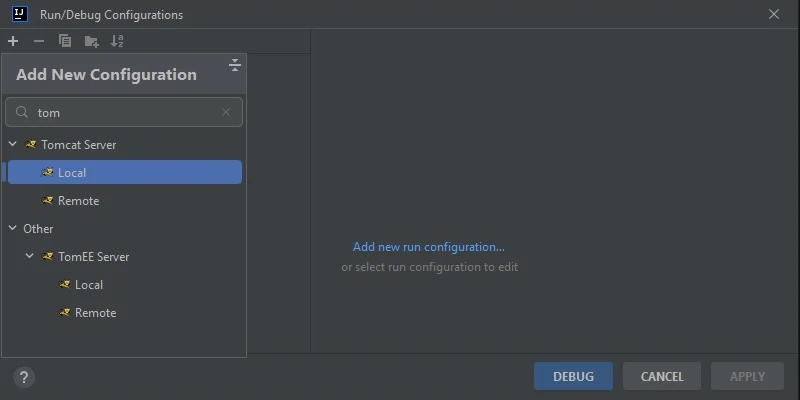 IJ
Run/Debug Configurations
Add New Configuration
tom
Tomcat Server
Local
Remote
Other
TomEE Server
Local
Remote
Add new run configuration...
or select run configuration to edit
?
DEBUG
CANCEL
APPLY